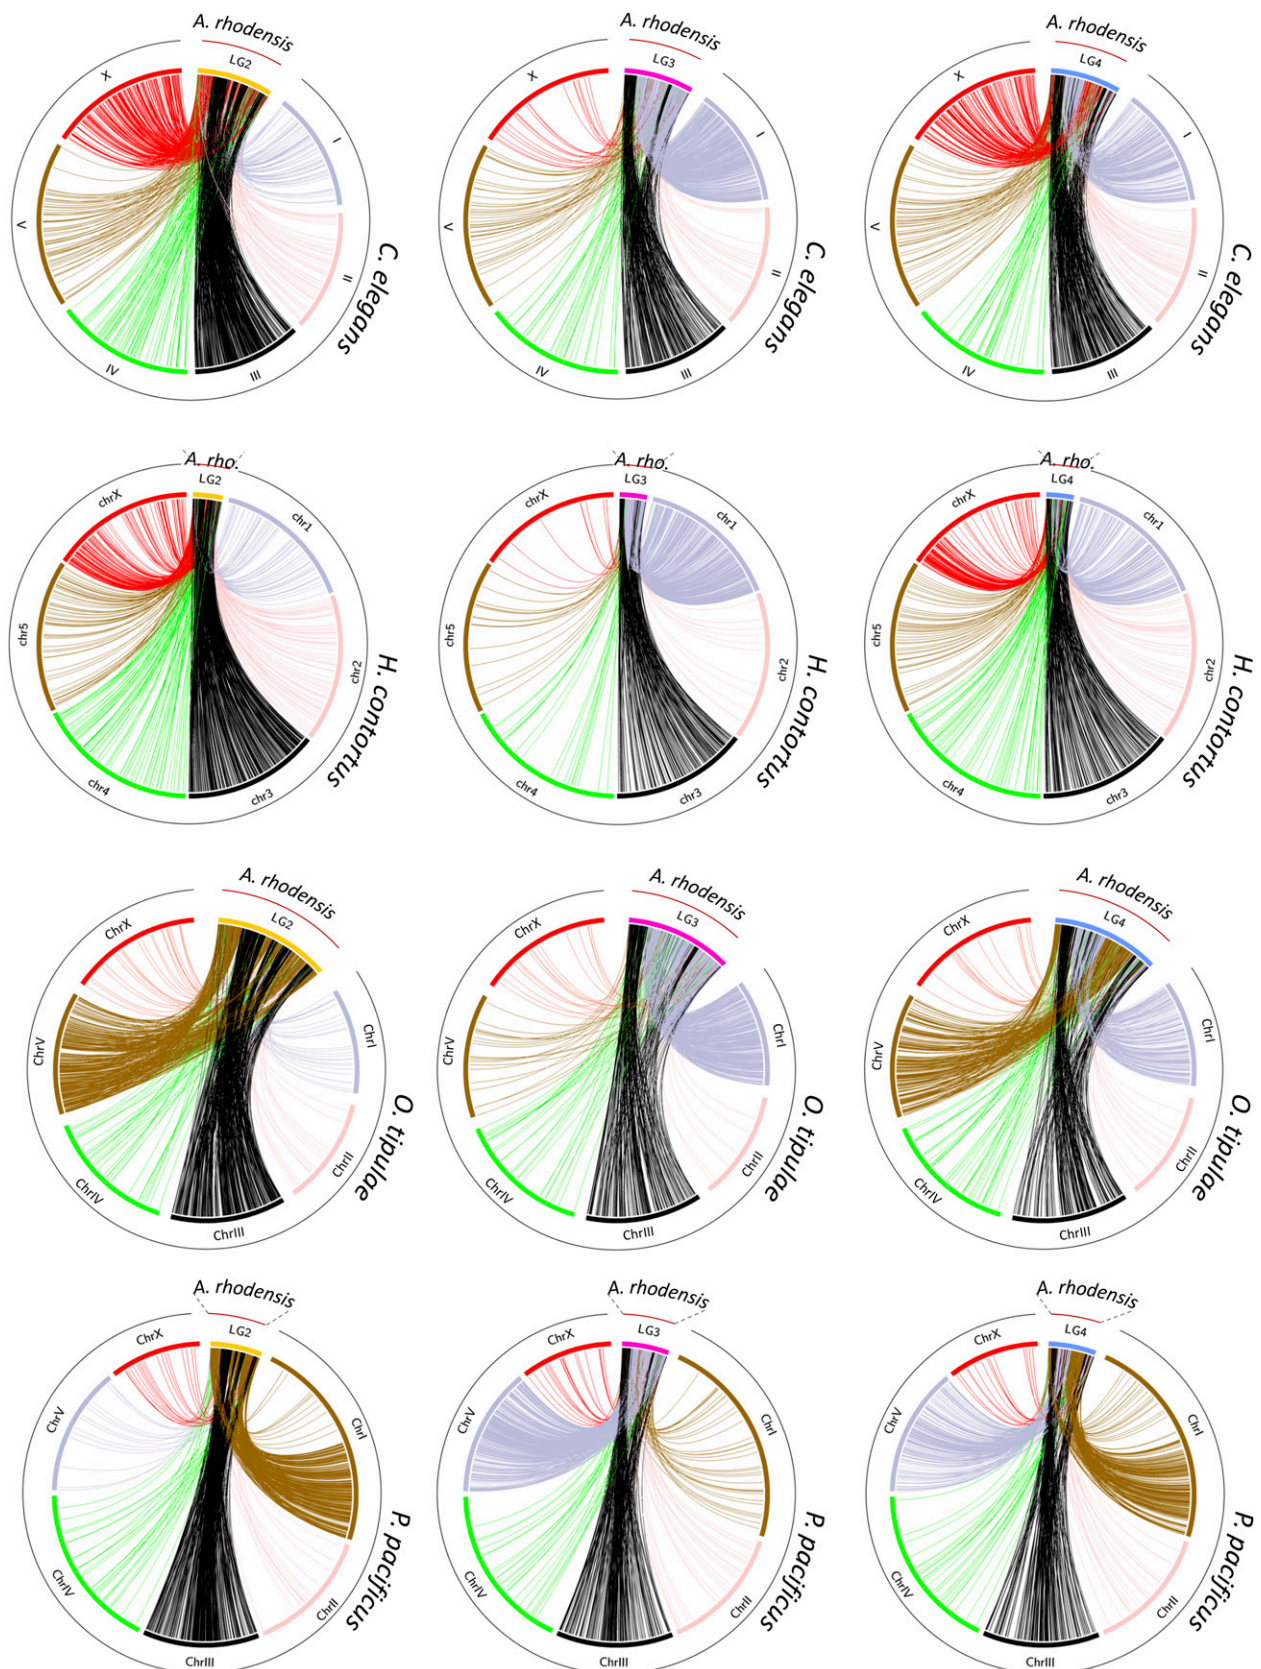 A. rhodensis
LG2
X
I
V
II
IV
III
C. elegans
A. rhodensis
LG3
X
I
V
II
IV
III
C. elegans
A. rhodensis
LG4
X
I
V
II
IV
III
C. elegans
A. rho.
LG2
chrX
chr1
chr5
chr2
chr4
chr3
H. contortus
A. rho.
LG3
chrX
chr1
chr5
chr2
chr4
chr3
H. contortus
A. rho.
LG4
chrX
chr1
chr5
chr2
chr4
chr3
H. contortus
A. rhodensis
LG2
ChrX
ChrI
ChrV
ChrII
ChrIV
ChrIII
O. tipulae
A. rhodensis
LG3
ChrX
ChrI
ChrV
ChrII
ChrIV
ChrIII
O. tipulae
A. rhodensis
LG4
ChrX
ChrI
ChrV
ChrII
ChrIV
ChrIII
O. tipulae
A. rhodensis
LG2
ChrX
ChrV
ChrI
ChrIV
ChrII
ChrIII
P. pacificus
A. rhodensis
LG3
ChrX
ChrV
ChrI
ChrIV
ChrII
ChrIII
P. pacificus
A. rhodensis
LG4
ChrX
ChrV
ChrI
ChrIV
ChrII
ChrIII
P. pacificus